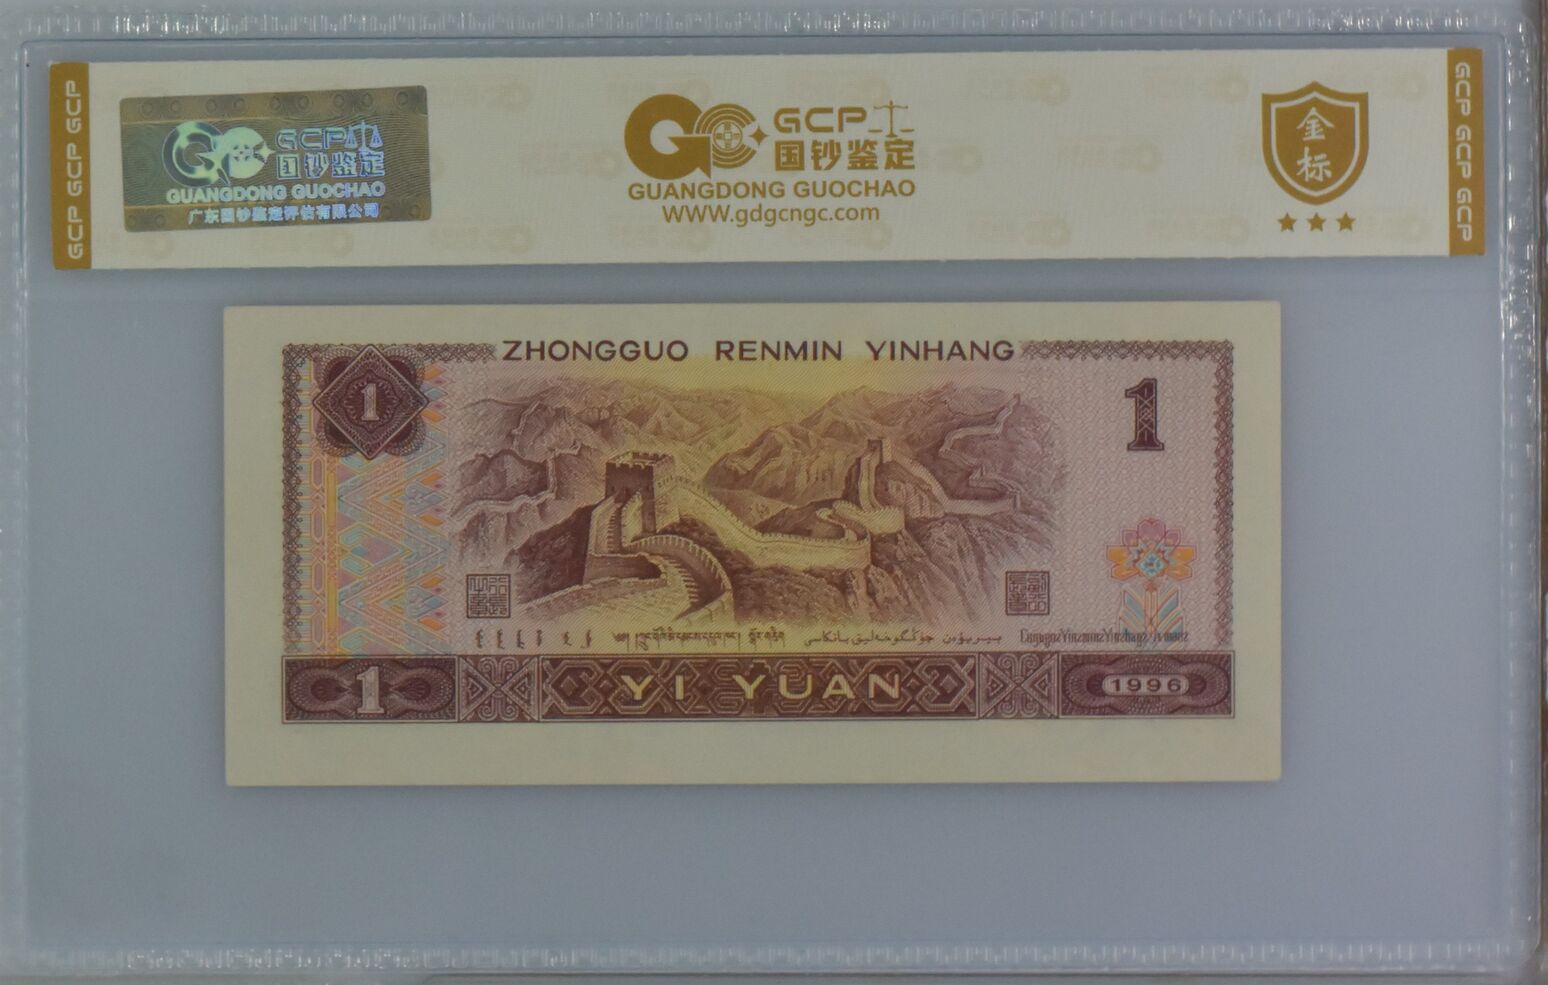 GCP GCP GCP
GCP
国钞鉴定
GUANGDONG GUOCHAO
广东国钞鉴定评估有限公司
GCP
国钞鉴定
GUANGDONG GUOCHAO
WWW.gdgcngc.com
金
标
GCP GCP GCP
ZHONGGUO RENMIN YINHANG
1
1
YI YUAN
1
1996